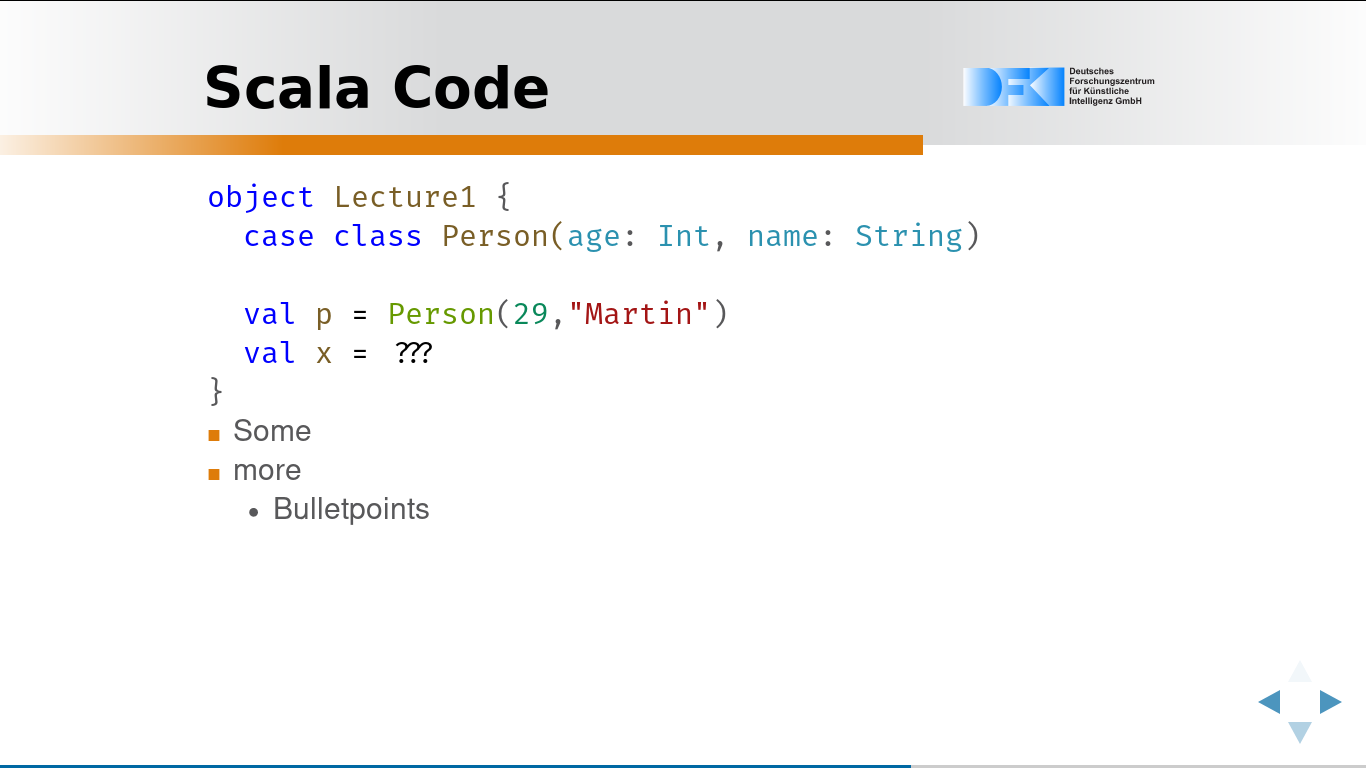 Scala Code
DFKI
Deutsches
Forschungszentrum
für Künstliche
Intelligenz GmbH
object Lecture1 {
  case class Person(age: Int, name: String)
  val p = Person(29,"Martin")
  val x = ???
}
Some
more
Bulletpoints